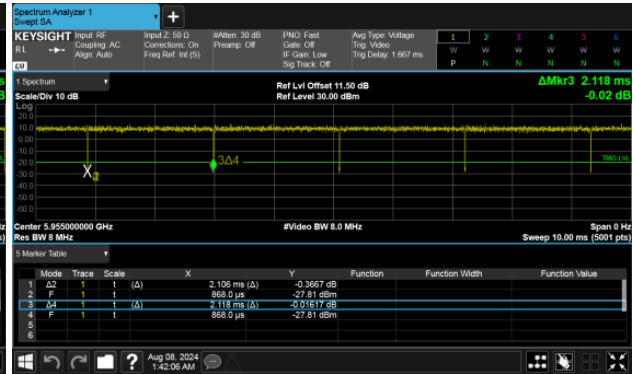 Spectrum Analyzer 1
Swept SA
+
KEYSIGHT Input: RF Input Z: 50 Ω #Atten: 30 dB PNO: Fast Avg Type: Voltage 1 2 3 4 5 6
RL Coupling: AC Corrections: On Preamp: Off Gate: Off Trig: Video W W W W W W
Align: Auto Freq Ref: Int (S) IF Gain: Low Trig Delay: 1.667 ms P N N N N N
LXI Sig Track: Off
1 Spectrum ΔMkr3 2.118 ms
Ref Lvl Offset 11.50 dB
Scale/Div 10 dB Ref Level 30.00 dBm -0.02 dB
Log
20.0
10.0
0.00
-10.0
-20.0 3Δ4 TRIG LVL
-30.0 X
-40.0
-50.0
-60.0
Center 5.955000000 GHz #Video BW 8.0 MHz Span 0 Hz
Res BW 8 MHz Sweep 10.00 ms (5001 pts)
5 Marker Table
Mode Trace Scale X Y Function Function Width Function Value
1 Δ2 1 t (Δ) 2.106 ms (Δ) -0.3667 dB
2 F 1 t 868.0 µs -27.81 dBm
3 Δ4 1 t (Δ) 2.118 ms (Δ) -0.01617 dB
4 F 1 t 868.0 µs -27.81 dBm
5
6
? Aug 08, 2024
1:42:06 AM